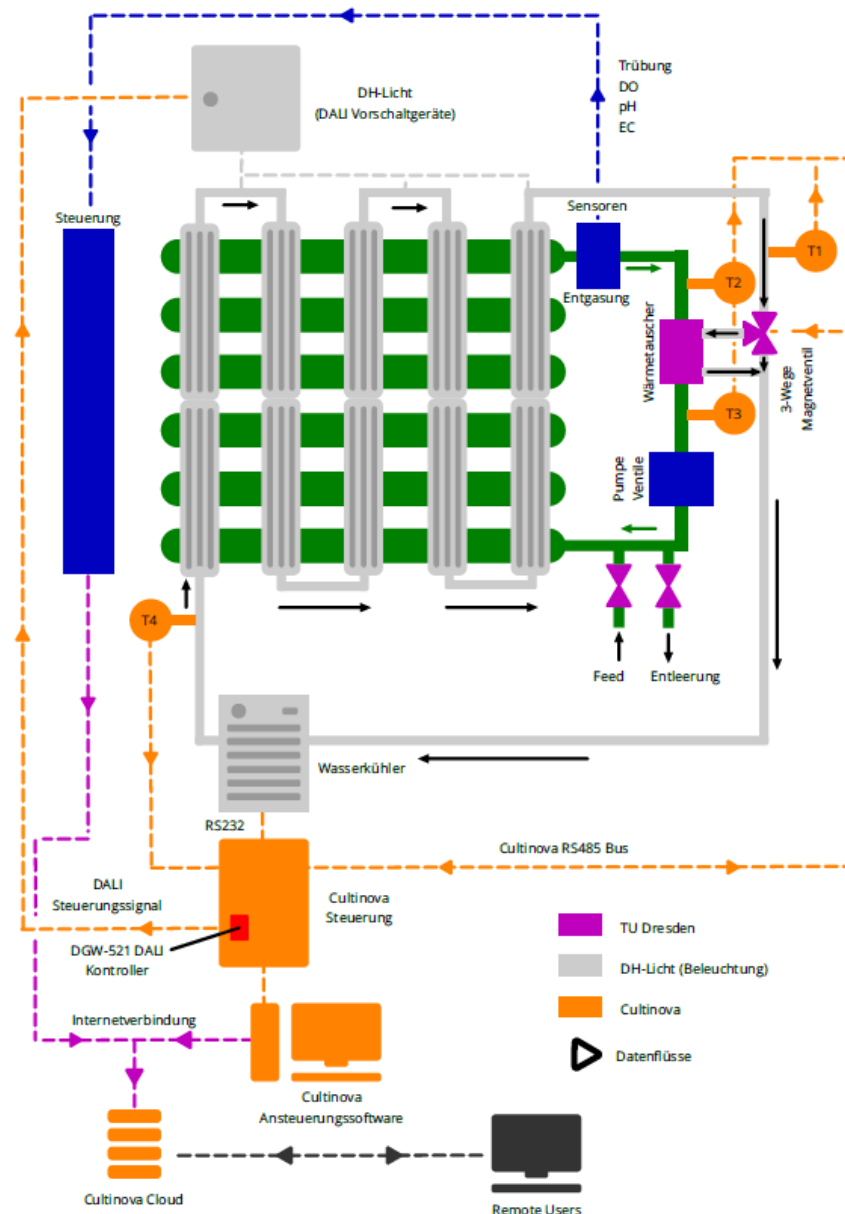 Trübung
DO
pH
EC
DH-Licht
(DALI Vorschaltgeräte)
Steuerung
Sensoren
Entgasung
T1
T2
Wärmetauscher
3-Wege
Magnetventil
T3
Pumpe
Ventile
T4
Feed
Entleerung
Wasserkühler
RS232
Cultinova RS485 Bus
DALI
Steuerungssignal
Cultinova
Steuerung
DGW-521 DALI
Kontroller
TU Dresden
DH-Licht (Beleuchtung)
Cultinova
Datenflüsse
Internetverbindung
Cultinova
Ansteuerungssoftware
Cultinova Cloud
Remote Users